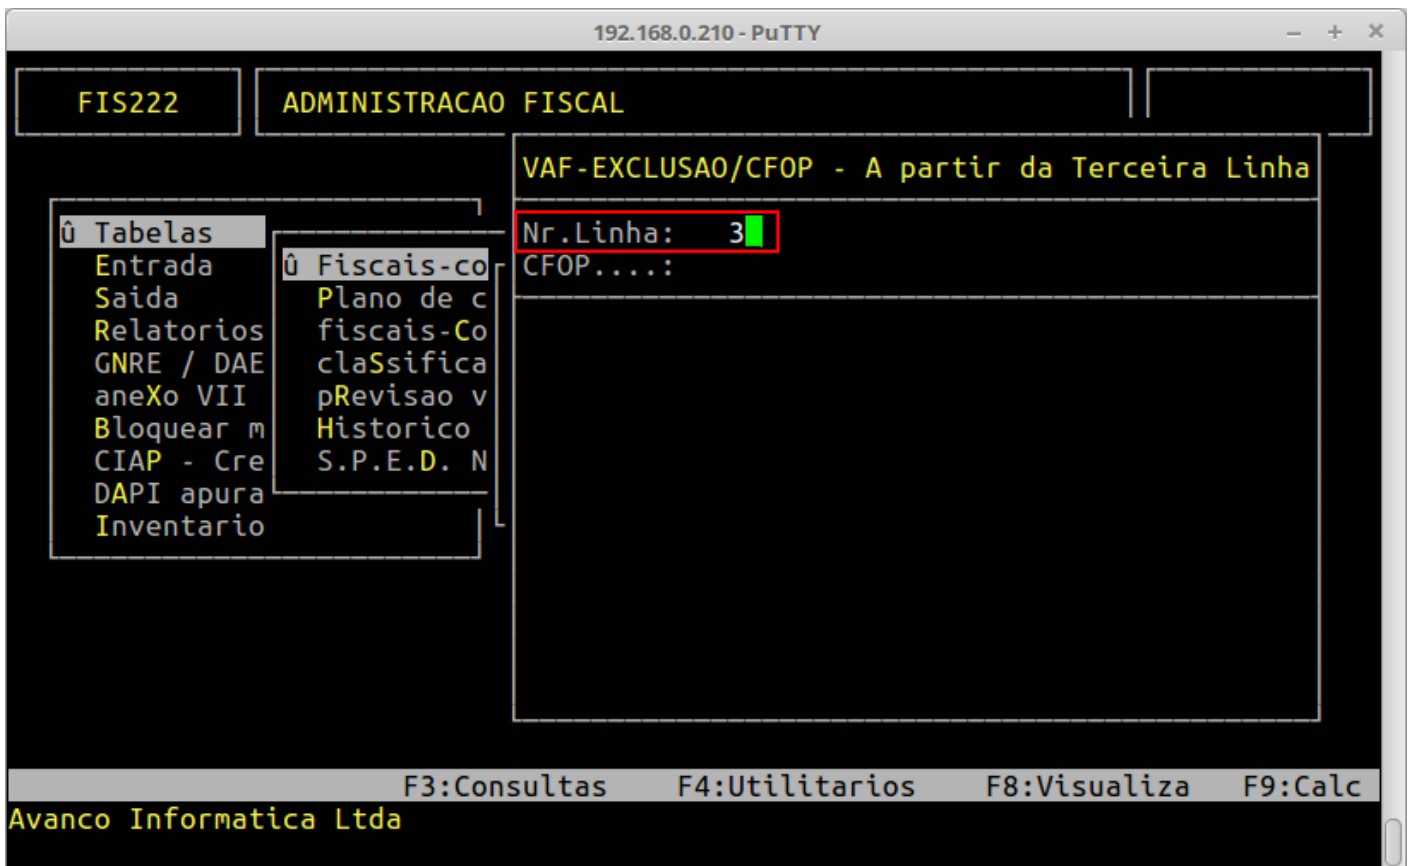 192.168.0.210 - PuTTY
FIS222 ADMINISTRACAO FISCAL
VAF-EXCLUSAO/CFOP - A partir da Terceira Linha
Nr.Linha: 3
CFOP....:
û Tabelas
Entrada
Saida
Relatorios
GNRE / DAE
aneXo VII
Bloquear m
CIAP - Cre
DAPI apura
Inventario
û Fiscais-co
Plano de c
fiscais-Co
claSsifica
pRevisao v
Historico
S.P.E.D. N
F3:Consultas F4:Utilitarios F8:Visualiza F9:Calc
Avanco Informatica Ltda